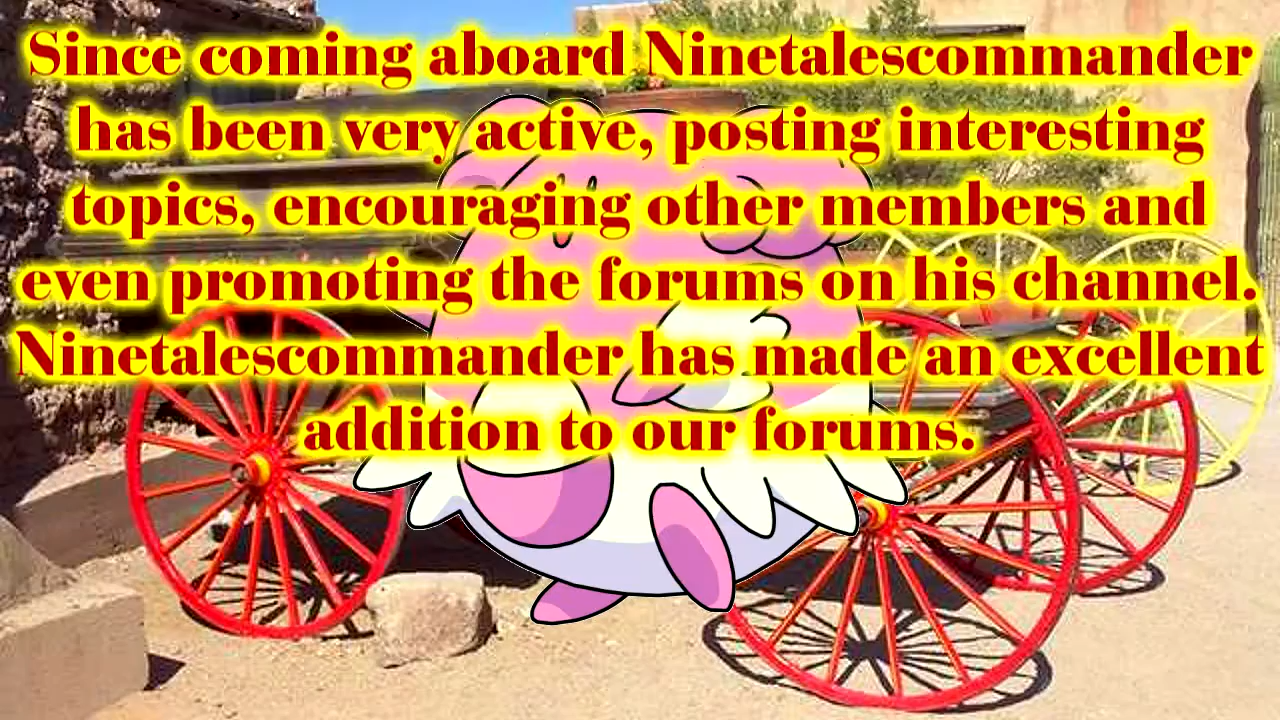 Since coming aboard Ninetalescommander
has been very active, posting interesting
topics, encouraging other members and
even promoting the forums on his channel.
Ninetalescommander has made an excellent
addition to our forums.